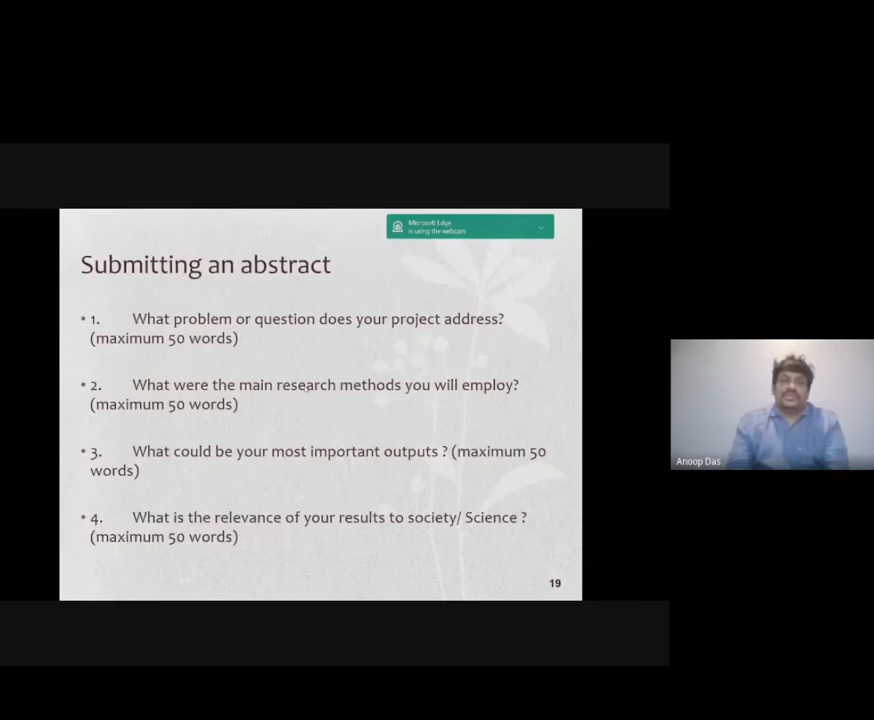 Microsoft Edge
is using the webcam
Submitting an abstract
• 1. What problem or question does your project address?
(maximum 50 words)
• 2. What were the main research methods you will employ?
(maximum 50 words)
• 3. What could be your most important outputs ? (maximum 50
words)
• 4. What is the relevance of your results to society/ Science ?
(maximum 50 words)
19
Anoop Das